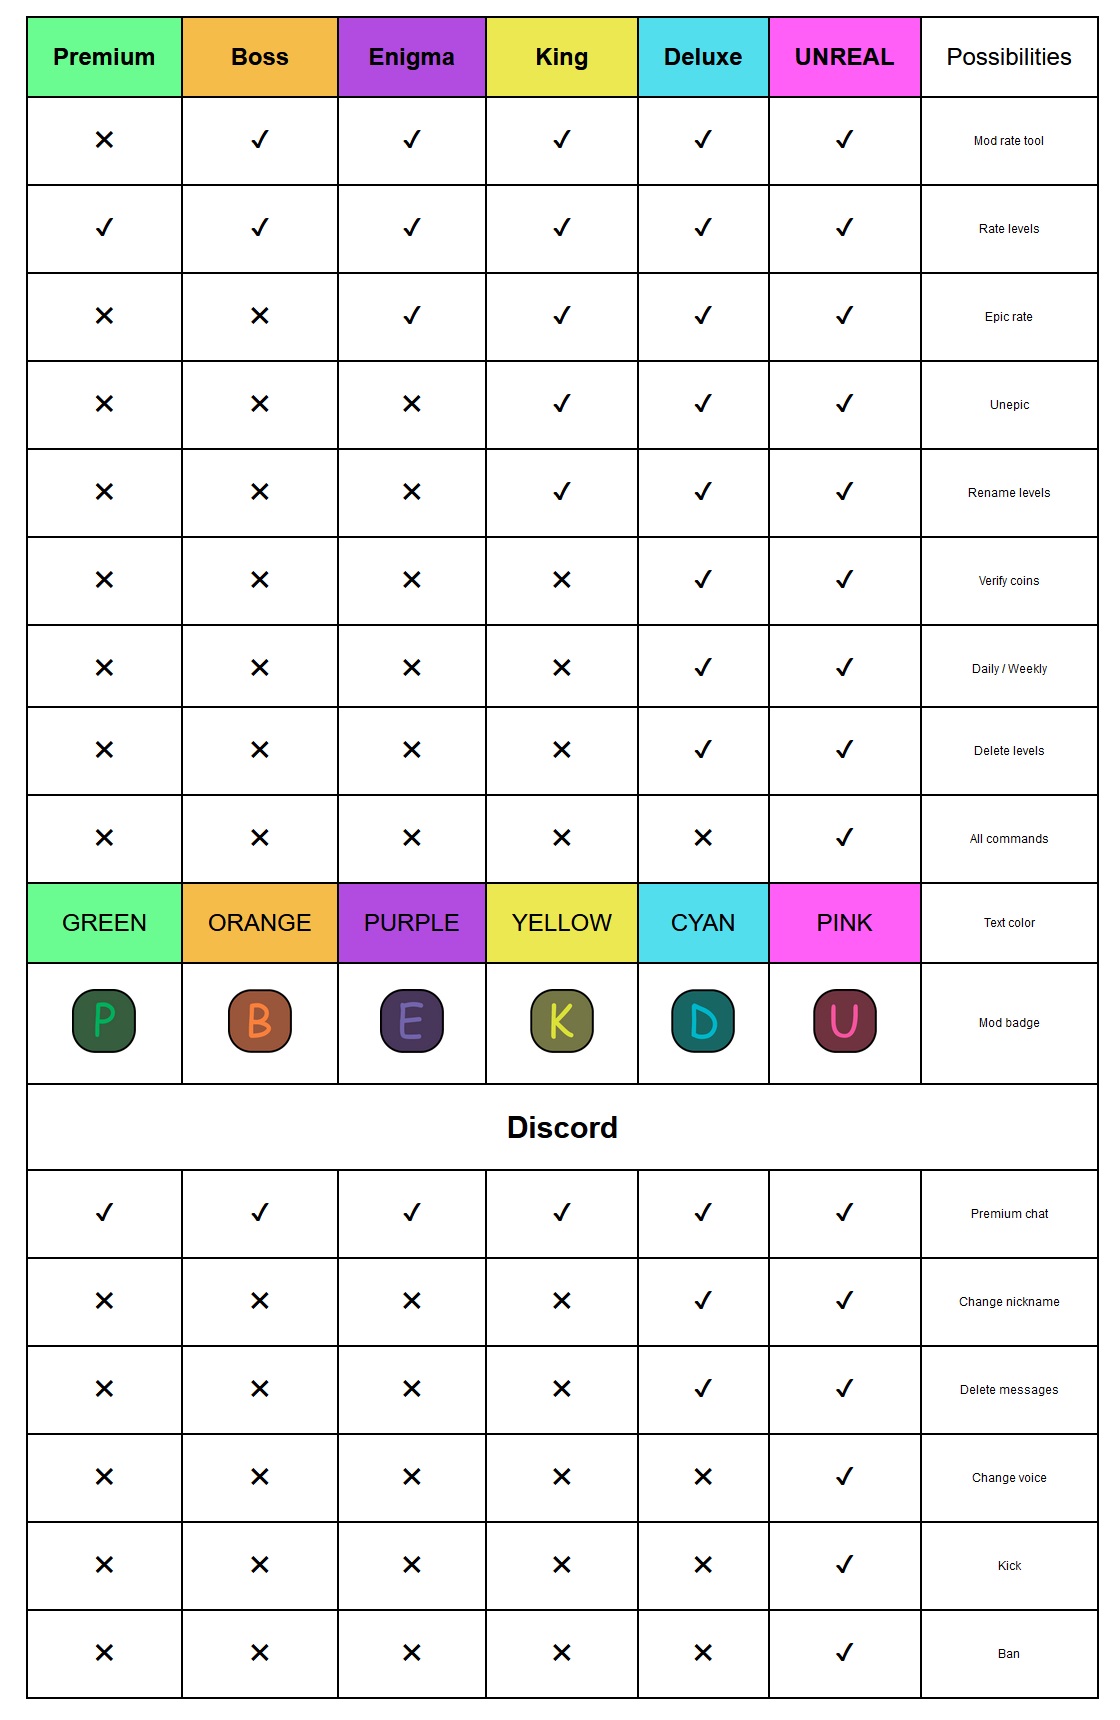 Premium Boss Enigma King Deluxe UNREAL Possibilities
✕ ✓ ✓ ✓ ✓ ✓ Mod rate tool
✓ ✓ ✓ ✓ ✓ ✓ Rate levels
✕ ✕ ✓ ✓ ✓ ✓ Epic rate
✕ ✕ ✕ ✓ ✓ ✓ Unepic
✕ ✕ ✕ ✓ ✓ ✓ Rename levels
✕ ✕ ✕ ✕ ✓ ✓ Verify coins
✕ ✕ ✕ ✕ ✓ ✓ Daily / Weekly
✕ ✕ ✕ ✕ ✓ ✓ Delete levels
✕ ✕ ✕ ✕ ✕ ✓ All commands
GREEN ORANGE PURPLE YELLOW CYAN PINK Text color
P B E K D U Mod badge
Discord
✓ ✓ ✓ ✓ ✓ ✓ Premium chat
✕ ✕ ✕ ✕ ✓ ✓ Change nickname
✕ ✕ ✕ ✕ ✓ ✓ Delete messages
✕ ✕ ✕ ✕ ✕ ✓ Change voice
✕ ✕ ✕ ✕ ✕ ✓ Kick
✕ ✕ ✕ ✕ ✕ ✓ Ban